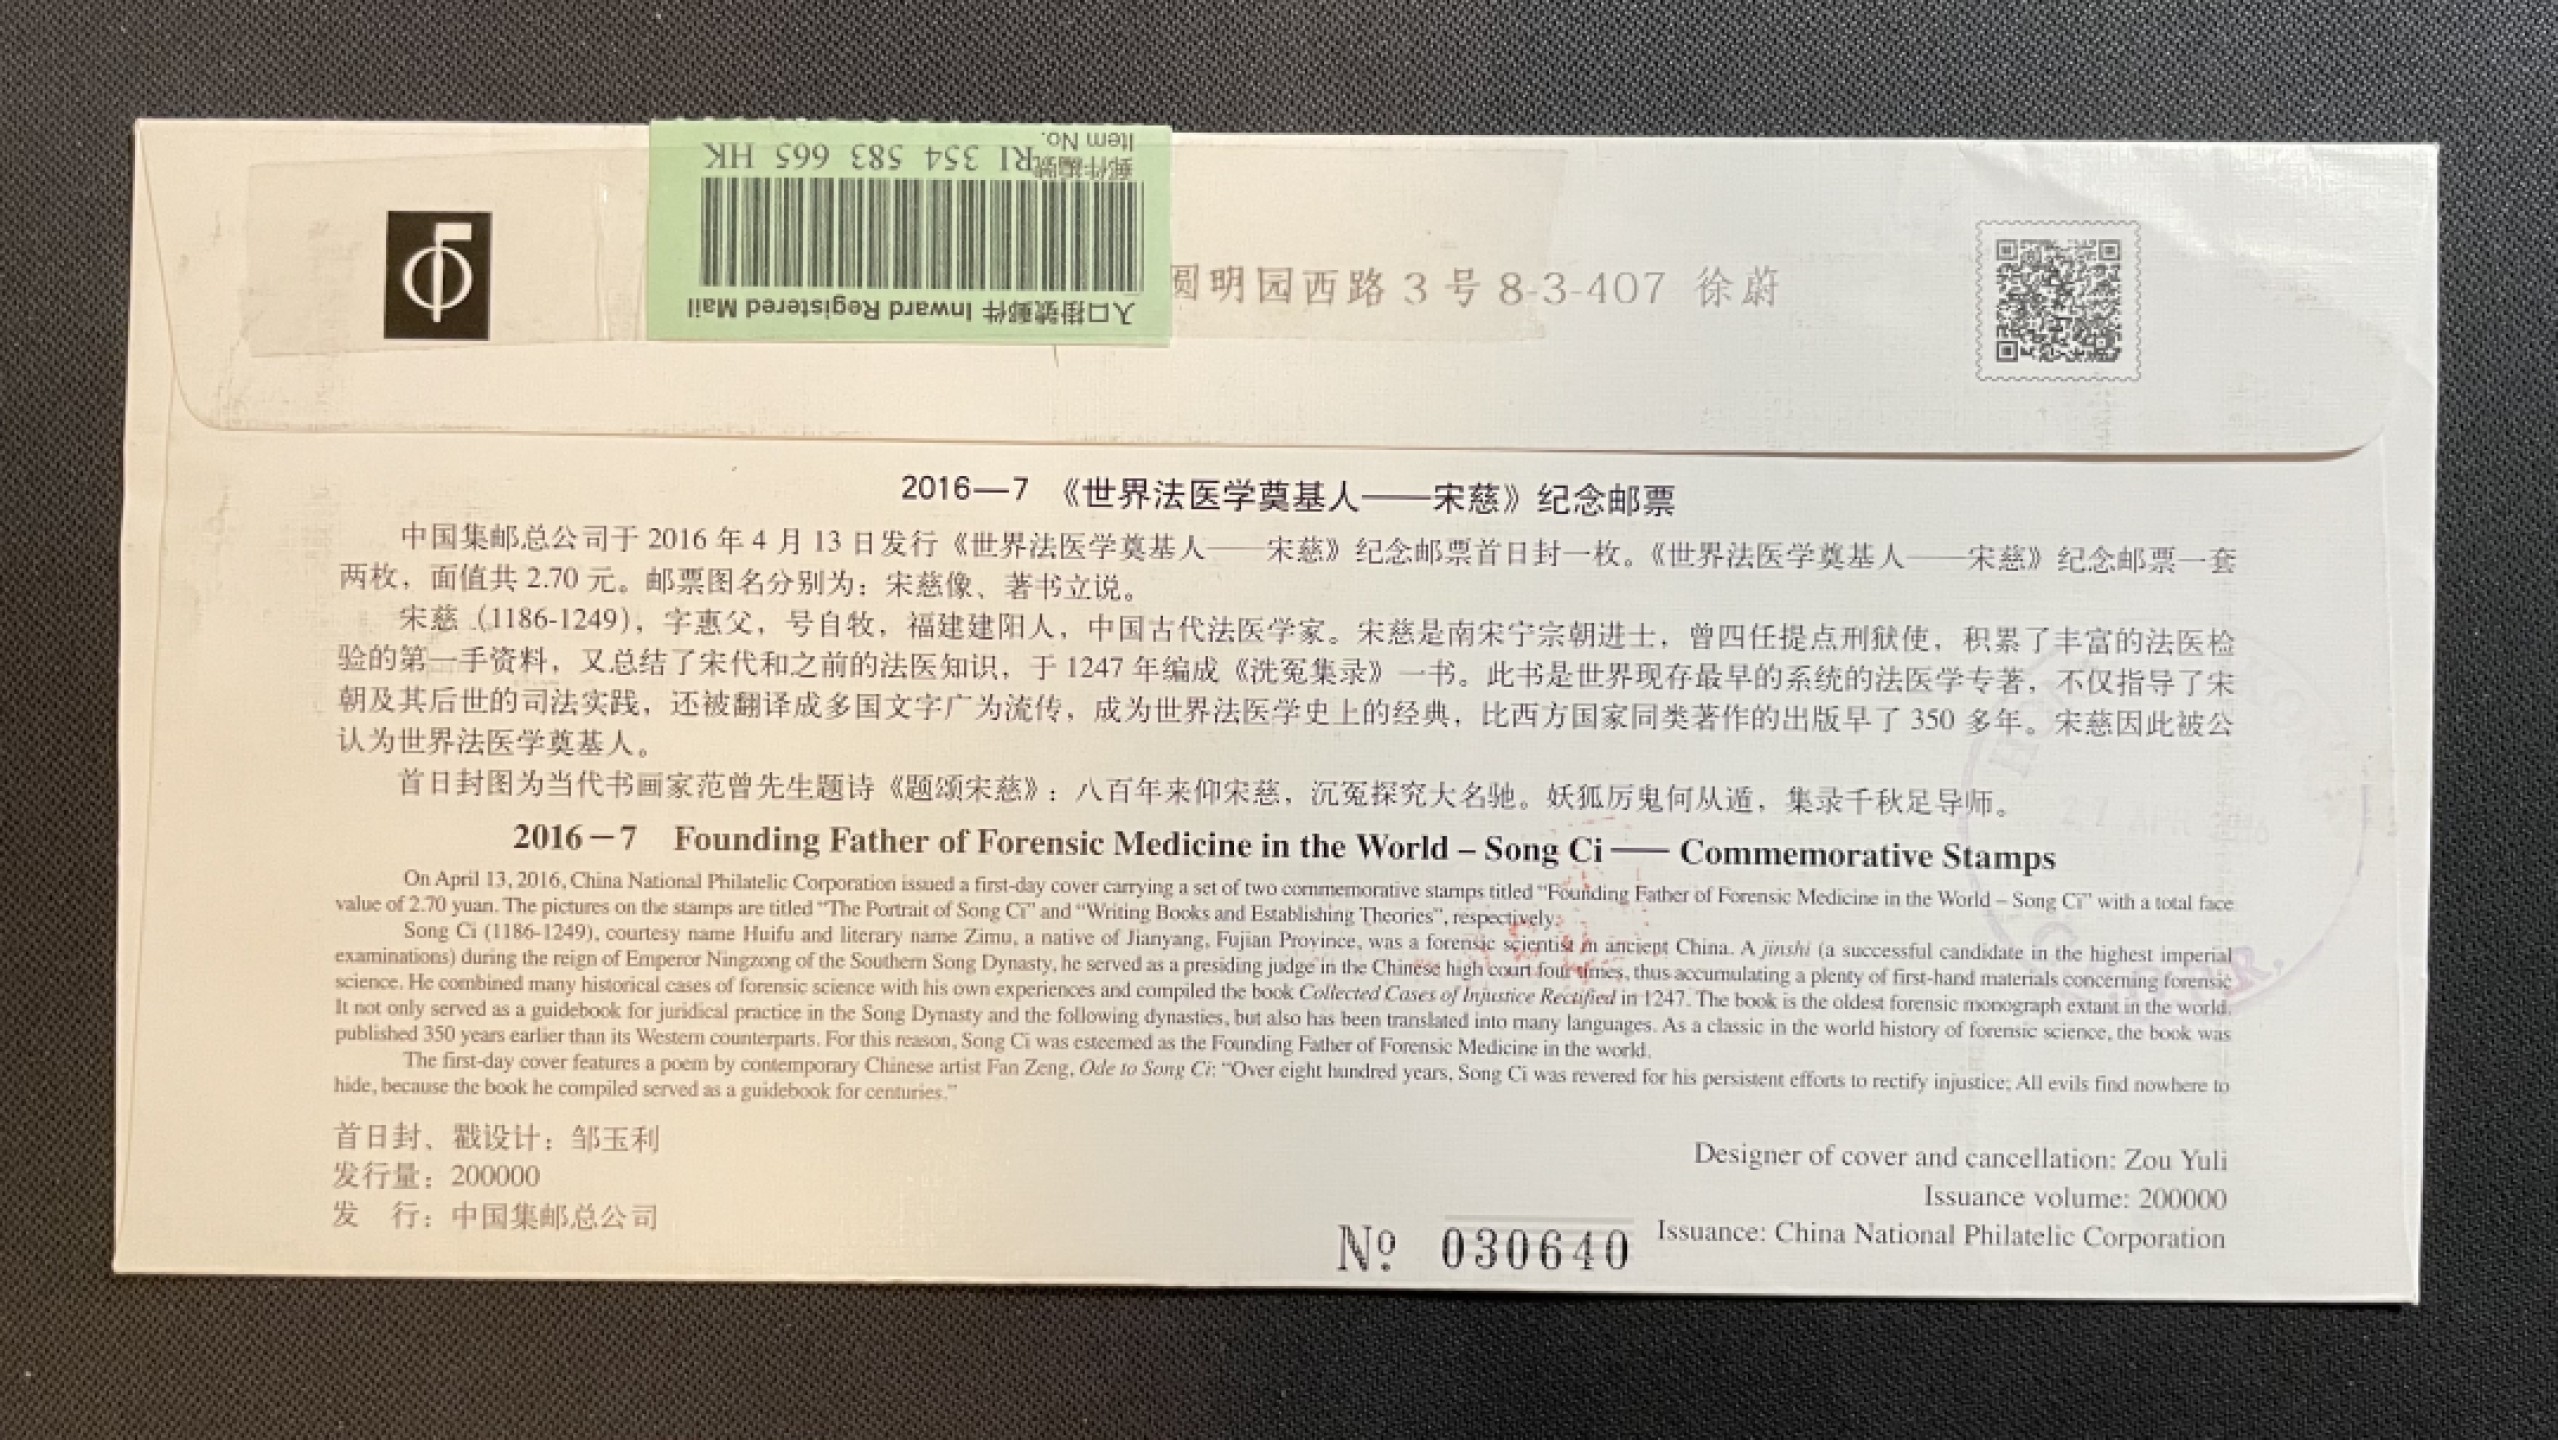 Item No.
郵件編號
RI 354 583 665 HK
入口掛號郵件 Inward Registered Mail
圆明园西路 3 号 8-3-407 徐蔚
2016—7 《世界法医学奠基人——宋慈》纪念邮票
中国集邮总公司于 2016 年 4 月 13 日发行《世界法医学奠基人——宋慈》纪念邮票首日封一枚。《世界法医学奠基人——宋慈》纪念邮票一套
两枚，面值共 2.70 元。邮票图名分别为：宋慈像、著书立说。
宋慈（1186-1249），字惠父，号自牧，福建建阳人，中国古代法医学家。宋慈是南宋宁宗朝进士，曾四任提点刑狱使，积累了丰富的法医检
验的第一手资料，又总结了宋代和之前的法医知识，于 1247 年编成《洗冤集录》一书。此书是世界现存最早的系统的法医学专著，不仅指导了宋
朝及其后世的司法实践，还被翻译成多国文字广为流传，成为世界法医学史上的经典，比西方国家同类著作的出版早了 350 多年。宋慈因此被公
认为世界法医学奠基人。
首日封图为当代书画家范曾先生题诗《题颂宋慈》：八百年来仰宋慈，沉冤探究大名驰。妖狐厉鬼何从遁，集录千秋足导师。
2016－7 Founding Father of Forensic Medicine in the World – Song Ci —— Commemorative Stamps
On April 13, 2016, China National Philatelic Corporation issued a first-day cover carrying a set of two commemorative stamps titled “Founding Father of Forensic Medicine in the World – Song Ci” with a total face
value of 2.70 yuan. The pictures on the stamps are titled “The Portrait of Song Ci” and “Writing Books and Establishing Theories”, respectively.
Song Ci (1186-1249), courtesy name Huifu and literary name Zimu, a native of Jianyang, Fujian Province, was a forensic scientist in ancient China. A jinshi (a successful candidate in the highest imperial
examinations) during the reign of Emperor Ningzong of the Southern Song Dynasty, he served as a presiding judge in the Chinese high court four times, thus accumulating a plenty of first-hand materials concerning forensic
science. He combined many historical cases of forensic science with his own experiences and compiled the book Collected Cases of Injustice Rectified in 1247. The book is the oldest forensic monograph extant in the world.
It not only served as a guidebook for juridical practice in the Song Dynasty and the following dynasties, but also has been translated into many languages. As a classic in the world history of forensic science, the book was
published 350 years earlier than its Western counterparts. For this reason, Song Ci was esteemed as the Founding Father of Forensic Medicine in the world.
The first-day cover features a poem by contemporary Chinese artist Fan Zeng, Ode to Song Ci: “Over eight hundred years, Song Ci was revered for his persistent efforts to rectify injustice; All evils find nowhere to
hide, because the book he compiled served as a guidebook for centuries.”
首日封、戳设计：邹玉利
发行量：200000
发 行：中国集邮总公司
Designer of cover and cancellation: Zou Yuli
Issuance volume: 200000
Issuance: China National Philatelic Corporation
Nº 030640